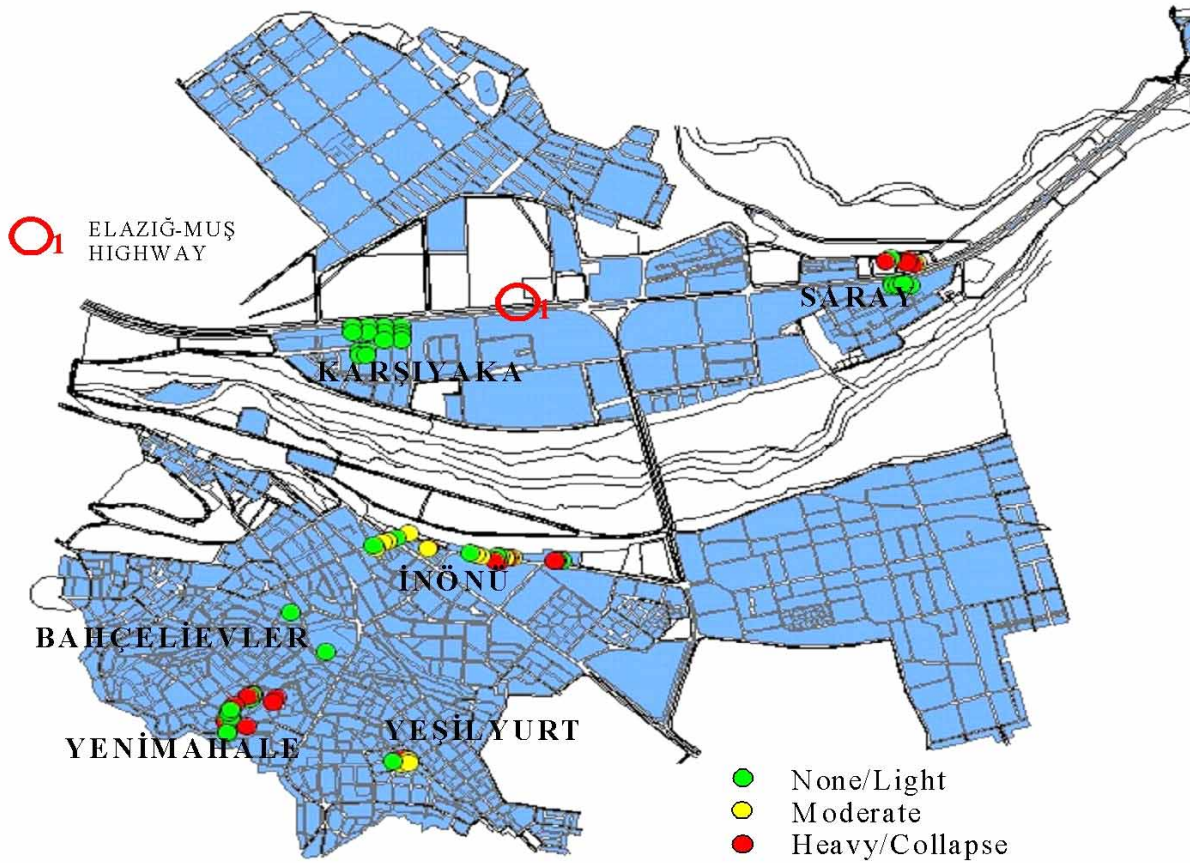 1 ELAZIĞ-MUŞ
HIGHWAY
SARAY
1
KARŞIYAKA
İNÖNÜ
BAHÇELİEVLER
YEŞİLYURT
YENİMAHALE
None/Light
Moderate
Heavy/Collapse